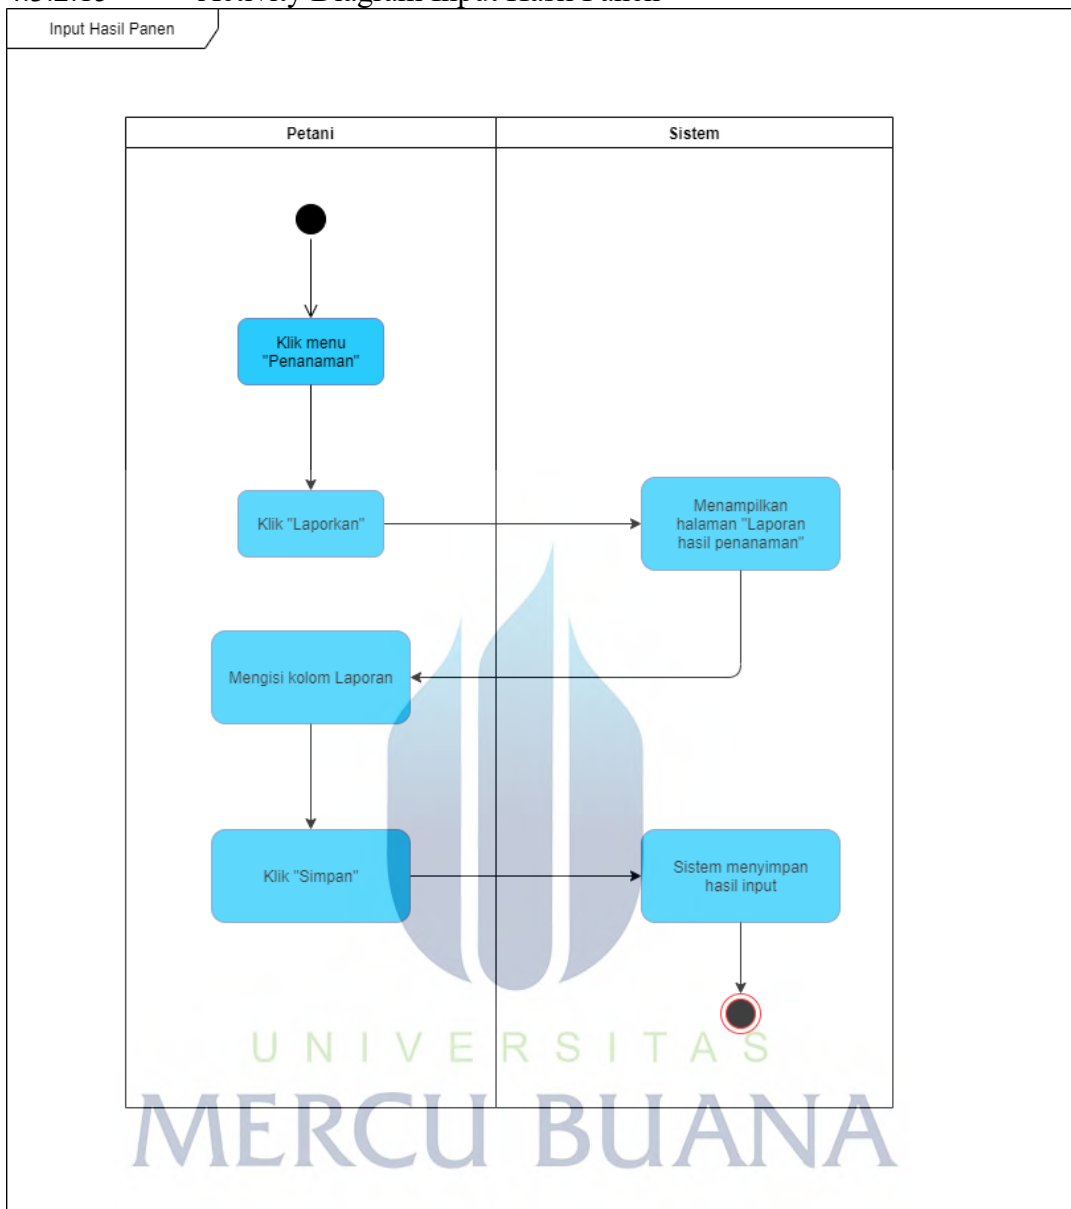 Activity Diagram Input Hasil Panen
Input Hasil Panen
Petani
Sistem
Klik menu
"Penanaman"
Klik "Laporkan"
Menampilkan
halaman "Laporan
hasil penanaman"
Mengisi kolom Laporan
Klik "Simpan"
Sistem menyimpan
hasil input
UNIVERSITAS
MERCU BUANA